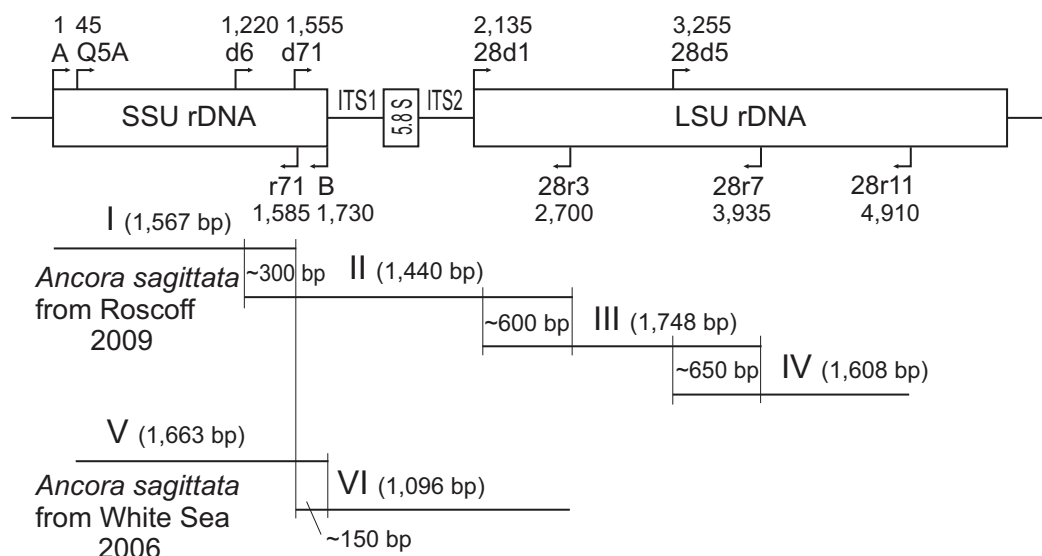 1 45 1,220 1,555 2,135 3,255
A Q5A d6 d71 28d1 28d5
SSU rDNA ITS1 5.8 S ITS2 LSU rDNA
r71 B 28r3 28r7 28r11
1,585 1,730 2,700 3,935 4,910
I (1,567 bp)
Ancora sagittata
from Roscoff
2009
~300 bp II (1,440 bp)
~600 bp III (1,748 bp)
~650 bp IV (1,608 bp)
V (1,663 bp)
Ancora sagittata
from White Sea
2006
VI (1,096 bp)
~150 bp